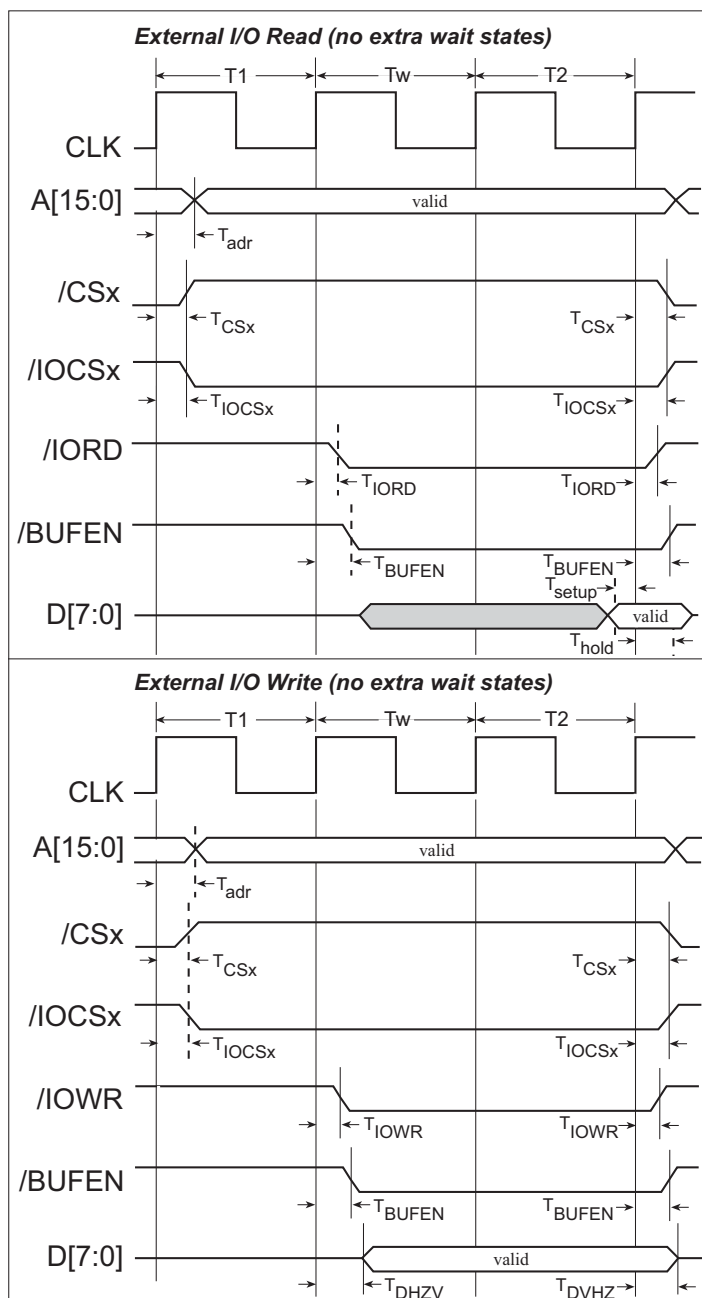 External I/O Read (no extra wait states)
T1 Tw T2
CLK
A[15:0] valid
Tadr
/CSx
TCSx TCSx
/IOCSx
TIOCSx TIOCSx
/IORD
TIORD TIORD
/BUFEN
TBUFEN TBUFEN
Tsetup
D[7:0] valid
Thold
External I/O Write (no extra wait states)
T1 Tw T2
CLK
A[15:0] valid
Tadr
/CSx
TCSx TCSx
/IOCSx
TIOCSx TIOCSx
/IOWR
TIOWR TIOWR
/BUFEN
TBUFEN TBUFEN
D[7:0] valid
TDHZV TDVHZ